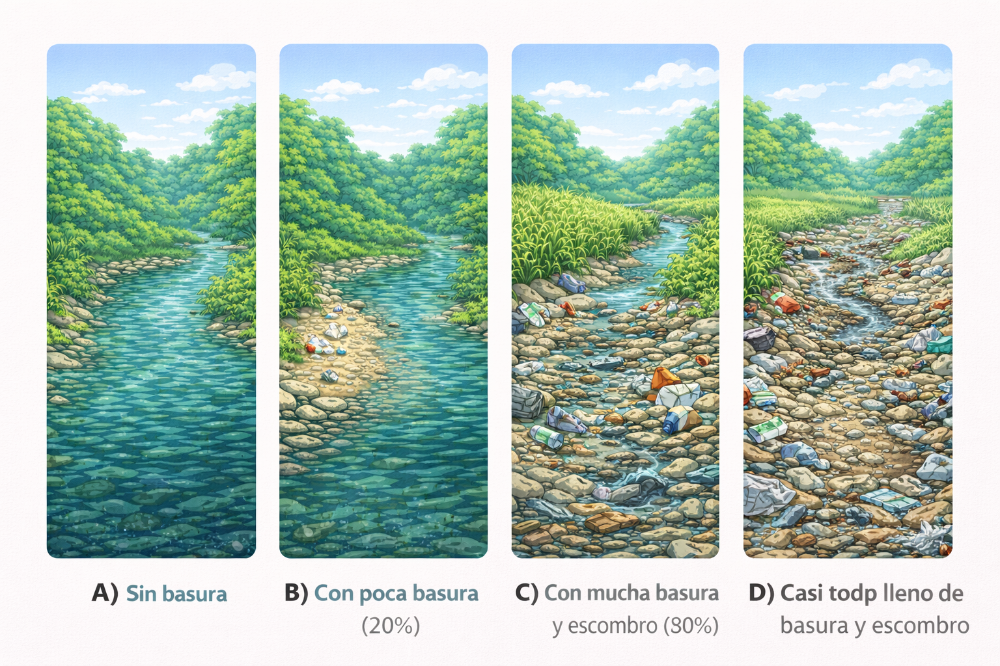 A) Sin basura
B) Con poca basura
(20%)
C) Con mucha basura
y escombro (80%)
D) Casi todp lleno de
basura y escombro